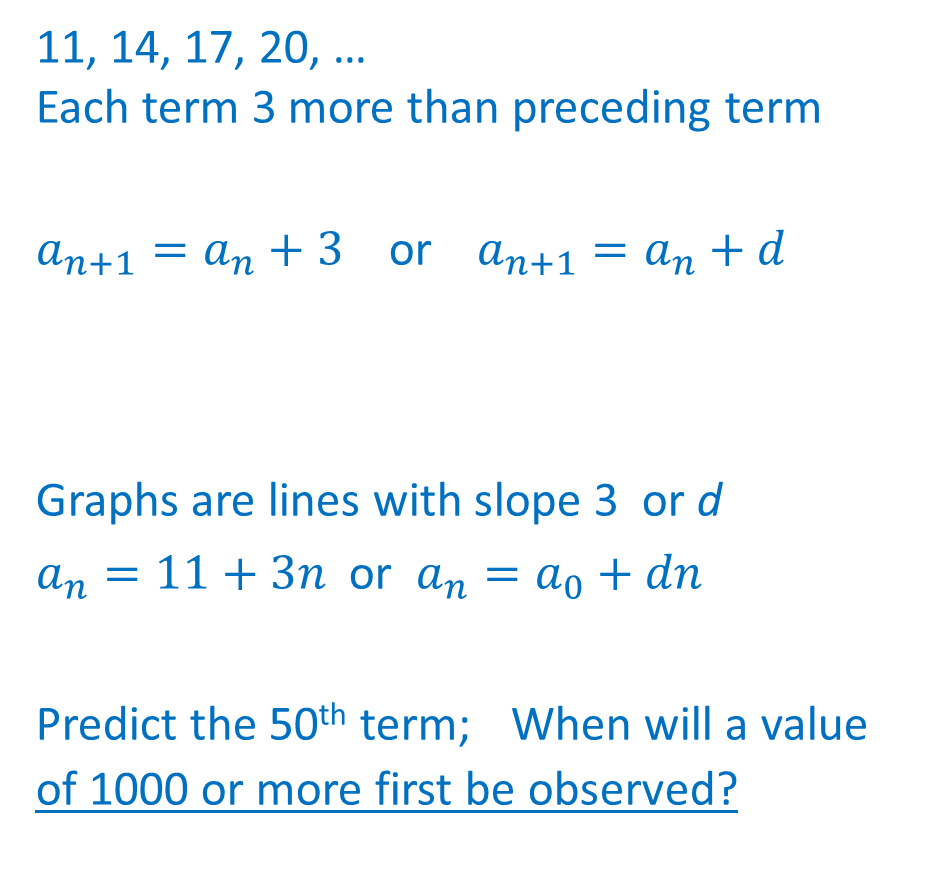 11, 14, 17, 20, ...
Each term 3 more than preceding term
aₙ₊₁ = aₙ + 3 or aₙ₊₁ = aₙ + d
Graphs are lines with slope 3 or d
aₙ = 11 + 3n or aₙ = a₀ + dn
Predict the 50ᵗʰ term; When will a value
of 1000 or more first be observed?